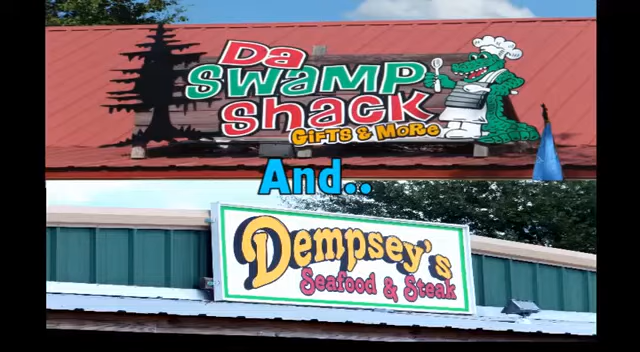 Da
Swamp
Shack
Gifts & More
And..
Dempsey's
Seafood & Steak